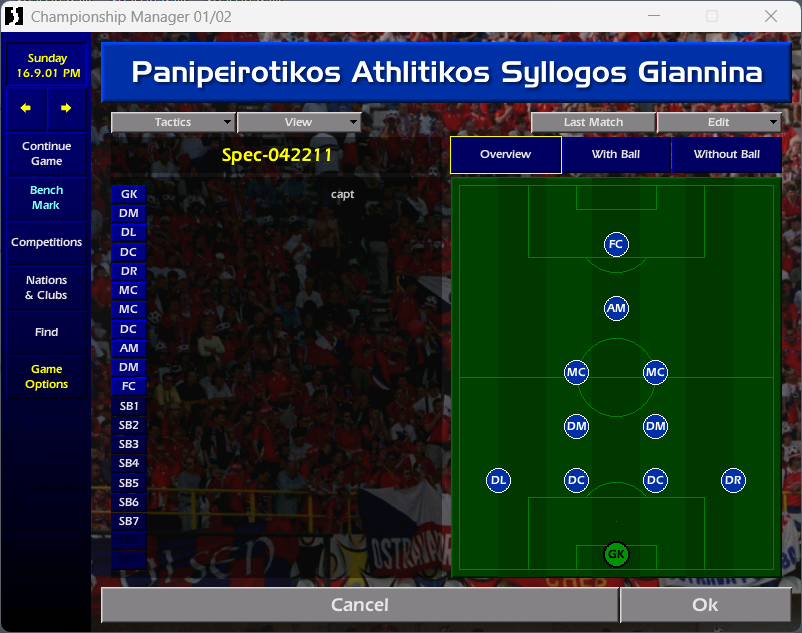 Championship Manager 01/02
Sunday
16.9.01 PM
Panipeirotikos Athlitikos Syllogos Giannina
Continue
Game
Bench
Mark
Competitions
Nations
& Clubs
Find
Game
Options
Tactics
View
Last Match
Edit
Spec-042211
Overview
With Ball
Without Ball
GK capt
DM
DL
DC
DR
MC
MC
DC
AM
DM
FC
SB1
SB2
SB3
SB4
SB5
SB6
SB7
FC
AM
MC MC
DM DM
DL DC DC DR
GK
Cancel
Ok